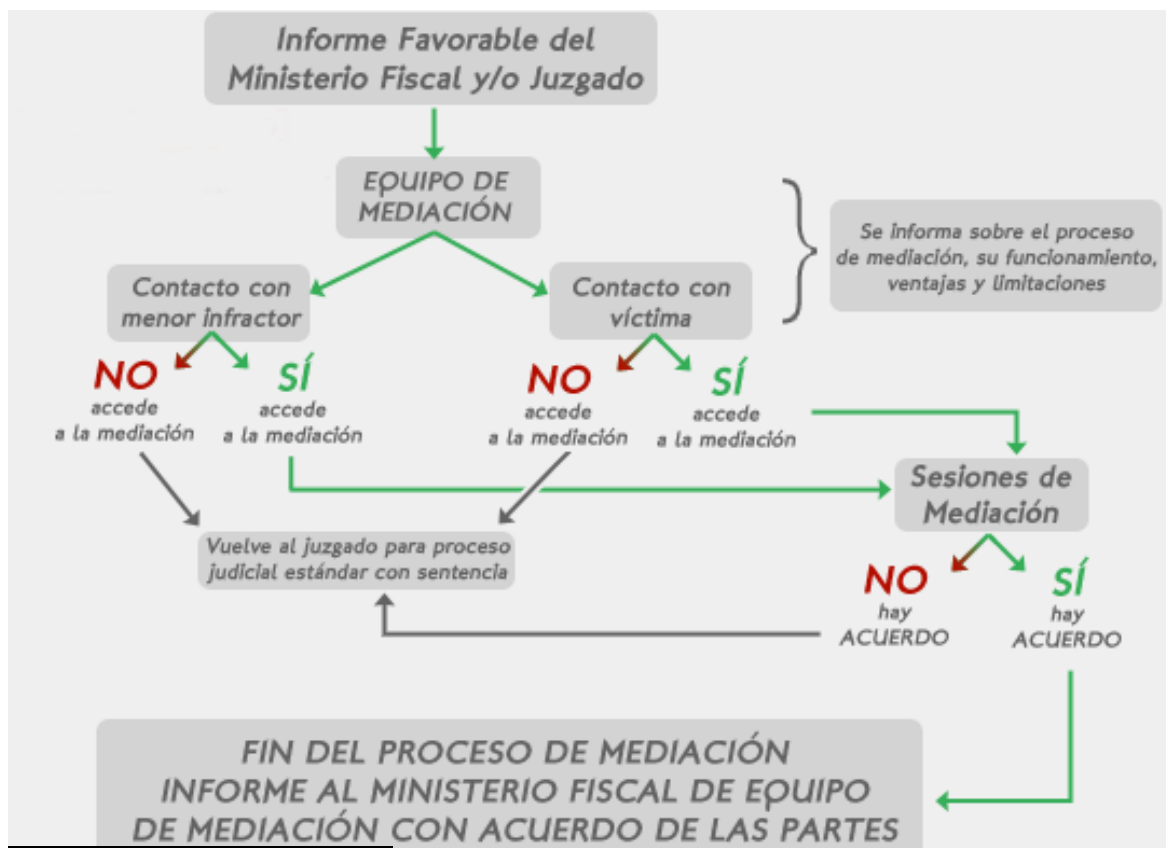 Informe Favorable del
Ministerio Fiscal y/o Juzgado
EQUIPO DE
MEDIACIÓN
Se informa sobre el proceso
de mediación, su funcionamiento,
ventajas y limitaciones
Contacto con
menor infractor
Contacto con
víctima
NO
accede
a la mediación
SÍ
accede
a la mediación
NO
accede
a la mediación
SÍ
accede
a la mediación
Sesiones de
Mediación
Vuelve al juzgado para proceso
judicial estándar con sentencia
NO
hay
ACUERDO
SÍ
hay
ACUERDO
FIN DEL PROCESO DE MEDIACIÓN
INFORME AL MINISTERIO FISCAL DE EQUIPO
DE MEDIACIÓN CON ACUERDO DE LAS PARTES